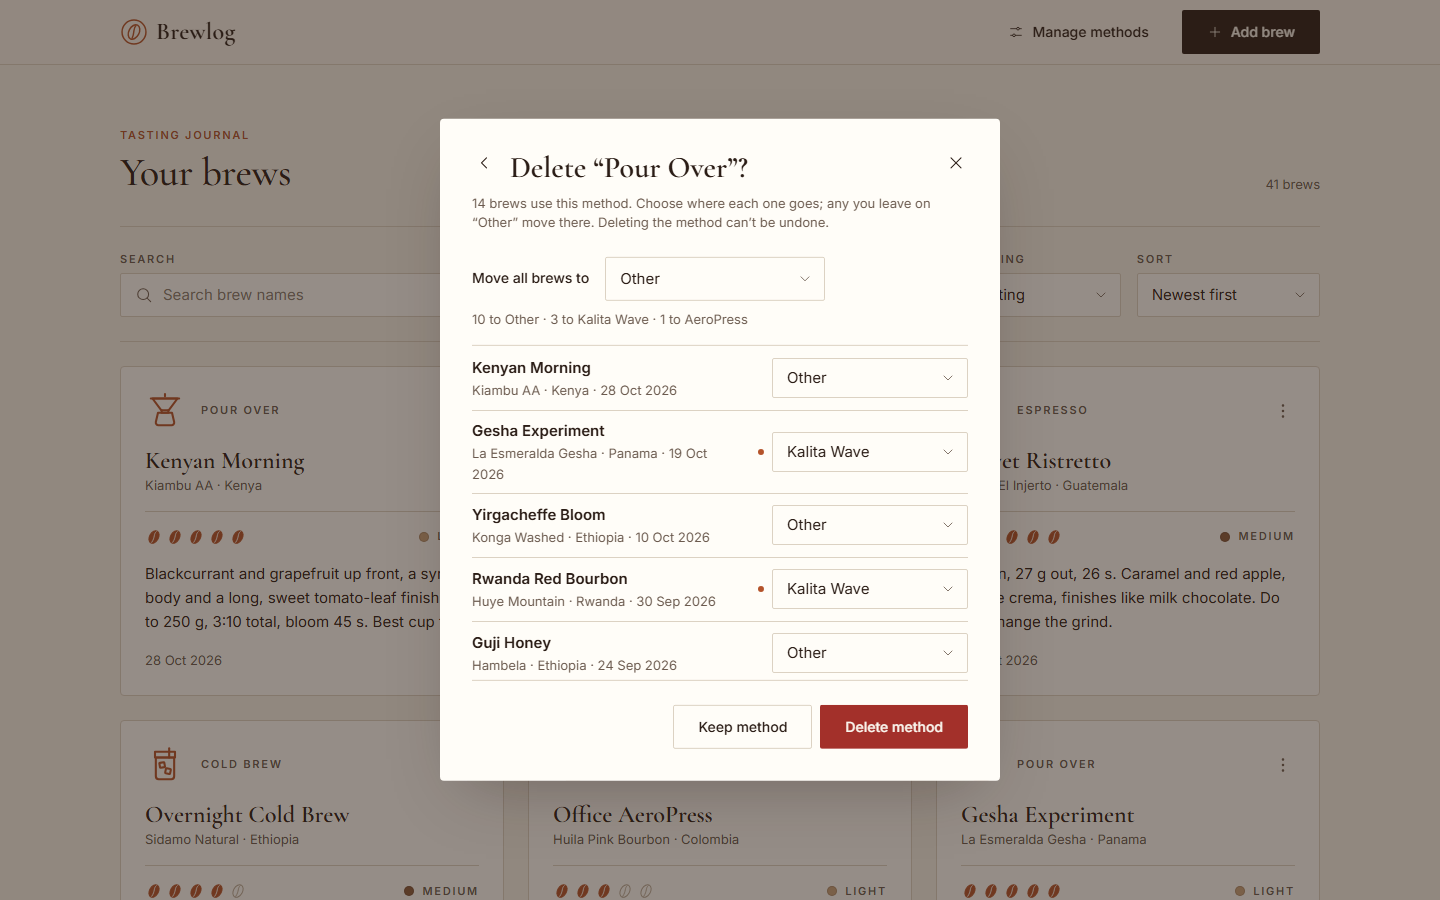 Brewlog
Manage methods
Add brew
TASTING JOURNAL
Your brews
41 brews
SEARCH
SORT
Search brew names
Newest first
Delete “Pour Over”?
14 brews use this method. Choose where each one goes; any you leave on
“Other” move there. Deleting the method can’t be undone.
Move all brews to
Other
10 to Other · 3 to Kalita Wave · 1 to AeroPress
Kenyan Morning
Kiambu AA · Kenya · 28 Oct 2026
Other
Gesha Experiment
La Esmeralda Gesha · Panama · 19 Oct
2026
Kalita Wave
Yirgacheffe Bloom
Konga Washed · Ethiopia · 10 Oct 2026
Other
Rwanda Red Bourbon
Huye Mountain · Rwanda · 30 Sep 2026
Kalita Wave
Guji Honey
Hambela · Ethiopia · 24 Sep 2026
Other
Keep method
Delete method
POUR OVER
Kenyan Morning
Kiambu AA · Kenya
Blackcurrant and grapefruit up front, a
body and a long, sweet tomato-leaf finish
to 250 g, 3:10 total, bloom 45 s. Best cup
28 Oct 2026
ESPRESSO
Ristretto
El Injerto · Guatemala
MEDIUM
27 g out, 26 s. Caramel and red apple,
crema, finishes like milk chocolate. Do
the grind.
2026
COLD BREW
Overnight Cold Brew
Sidamo Natural · Ethiopia
MEDIUM
Office AeroPress
Huila Pink Bourbon · Colombia
LIGHT
POUR OVER
Gesha Experiment
La Esmeralda Gesha · Panama
LIGHT